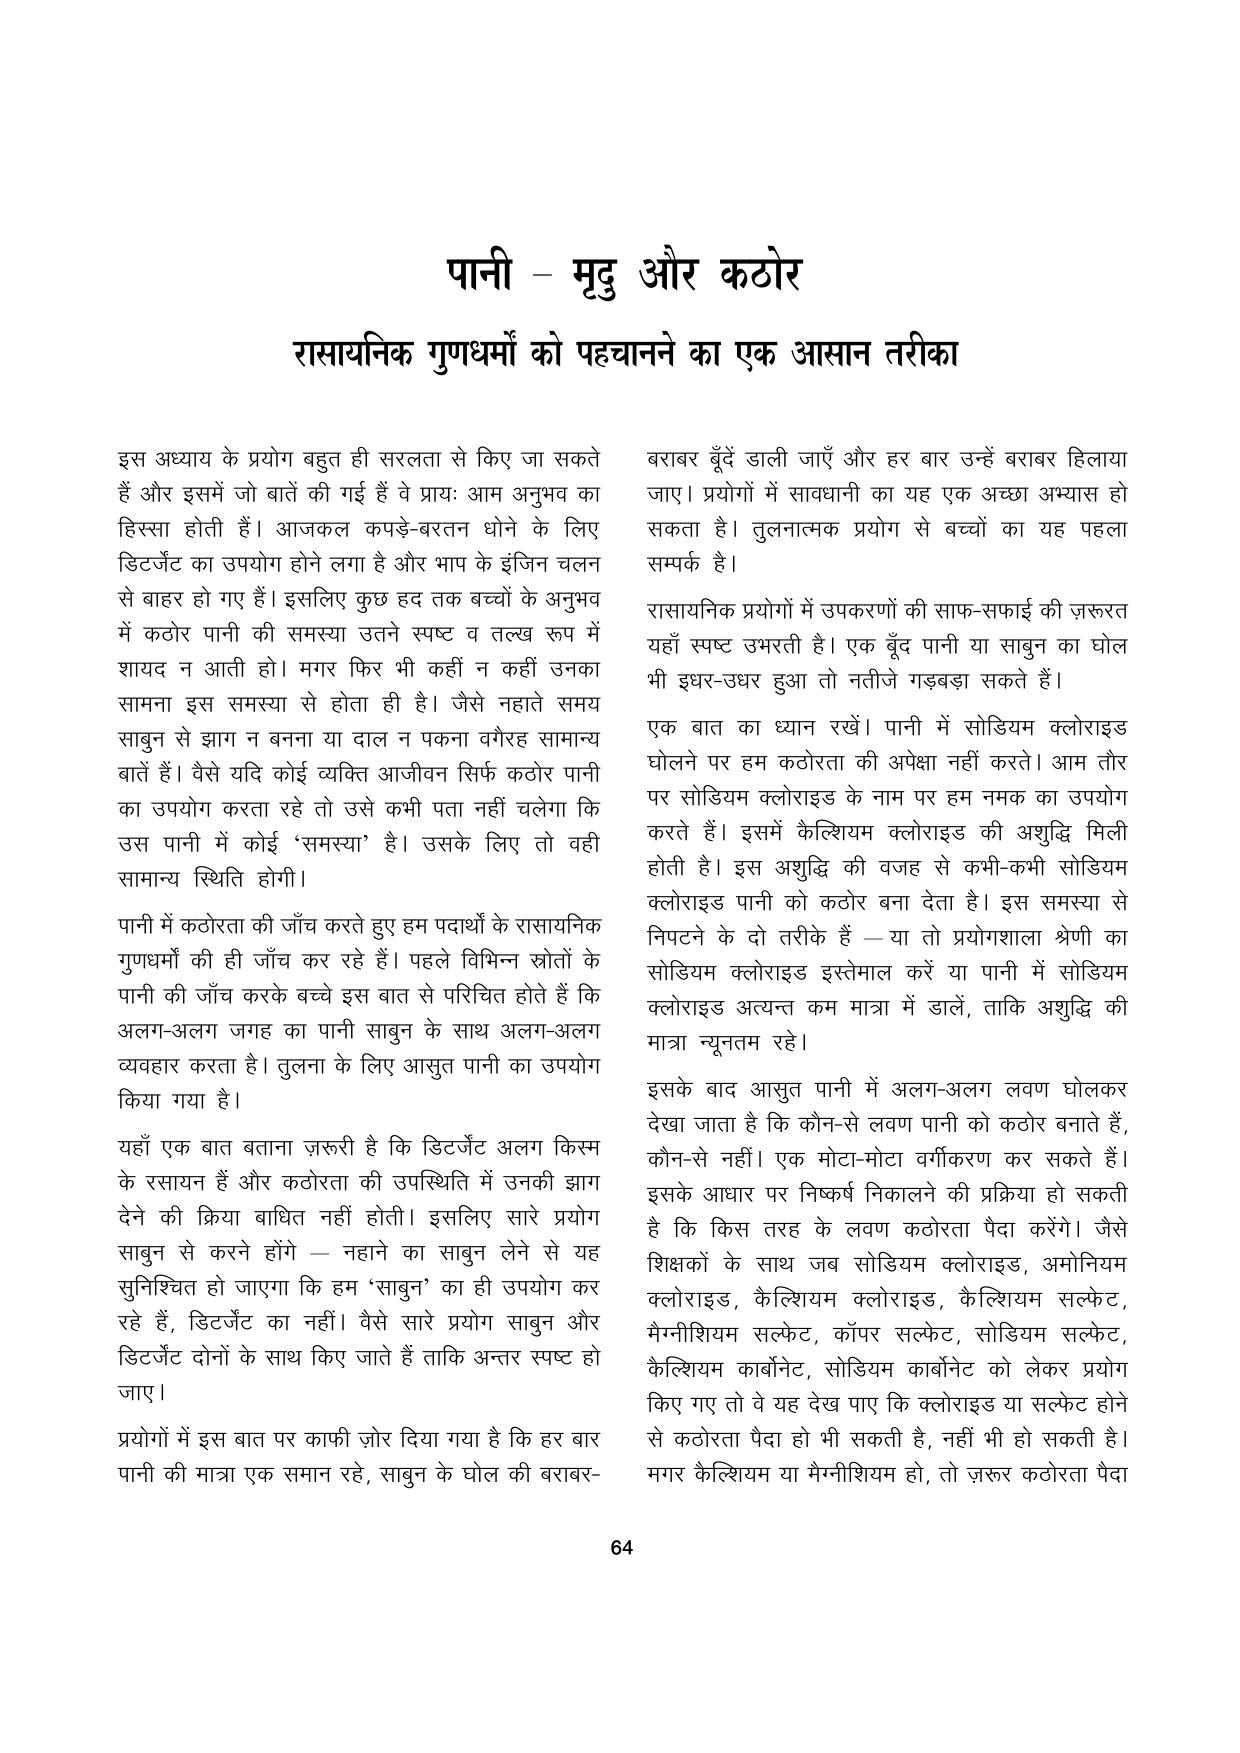 पानी – मृदु और कठोर
रासायनिक गुणधर्मों को पहचानने का एक आसान तरीका
इस अध्याय के प्रयोग बहुत ही सरलता से किए जा सकते
हैं और इसमें जो बातें की गई हैं वे प्रायः आम अनुभव का
हिस्सा होती हैं। आजकल कपड़े-बरतन धोने के लिए
डिटर्जेंट का उपयोग होने लगा है और भाप के इंजिन चलन
से बाहर हो गए हैं। इसलिए कुछ हद तक बच्चों के अनुभव
में कठोर पानी की समस्या उतने स्पष्ट व तल्ख रूप में
शायद न आती हो। मगर फिर भी कहीं न कहीं उनका
सामना इस समस्या से होता ही है। जैसे नहाते समय
साबुन से झाग न बनना या दाल न पकना वगैरह सामान्य
बातें हैं। वैसे यदि कोई व्यक्ति आजीवन सिर्फ कठोर पानी
का उपयोग करता रहे तो उसे कभी पता नहीं चलेगा कि
उस पानी में कोई ‘समस्या’ है। उसके लिए तो वही
सामान्य स्थिति होगी।
पानी में कठोरता की जाँच करते हुए हम पदार्थों के रासायनिक
गुणधर्मों की ही जाँच कर रहे हैं। पहले विभिन्न स्रोतों के
पानी की जाँच करके बच्चे इस बात से परिचित होते हैं कि
अलग-अलग जगह का पानी साबुन के साथ अलग-अलग
व्यवहार करता है। तुलना के लिए आसुत पानी का उपयोग
किया गया है।
यहाँ एक बात बताना ज़रूरी है कि डिटर्जेंट अलग किस्म
के रसायन हैं और कठोरता की उपस्थिति में उनकी झाग
देने की क्रिया बाधित नहीं होती। इसलिए सारे प्रयोग
साबुन से करने होंगे — नहाने का साबुन लेने से यह
सुनिश्चित हो जाएगा कि हम ‘साबुन’ का ही उपयोग कर
रहे हैं, डिटर्जेंट का नहीं। वैसे सारे प्रयोग साबुन और
डिटर्जेंट दोनों के साथ किए जाते हैं ताकि अन्तर स्पष्ट हो
जाए।
प्रयोगों में इस बात पर काफी ज़ोर दिया गया है कि हर बार
पानी की मात्रा एक समान रहे, साबुन के घोल की बराबर-
बराबर बूँदें डाली जाएँ और हर बार उन्हें बराबर हिलाया
जाए। प्रयोगों में सावधानी का यह एक अच्छा अभ्यास हो
सकता है। तुलनात्मक प्रयोग से बच्चों का यह पहला
सम्पर्क है।
रासायनिक प्रयोगों में उपकरणों की साफ-सफाई की ज़रूरत
यहाँ स्पष्ट उभरती है। एक बूँद पानी या साबुन का घोल
भी इधर-उधर हुआ तो नतीजे गड़बड़ा सकते हैं।
एक बात का ध्यान रखें। पानी में सोडियम क्लोराइड
घोलने पर हम कठोरता की अपेक्षा नहीं करते। आम तौर
पर सोडियम क्लोराइड के नाम पर हम नमक का उपयोग
करते हैं। इसमें कैल्शियम क्लोराइड की अशुद्धि मिली
होती है। इस अशुद्धि की वजह से कभी-कभी सोडियम
क्लोराइड पानी को कठोर बना देता है। इस समस्या से
निपटने के दो तरीके हैं — या तो प्रयोगशाला श्रेणी का
सोडियम क्लोराइड इस्तेमाल करें या पानी में सोडियम
क्लोराइड अत्यन्त कम मात्रा में डालें, ताकि अशुद्धि की
मात्रा न्यूनतम रहे।
इसके बाद आसुत पानी में अलग-अलग लवण घोलकर
देखा जाता है कि कौन-से लवण पानी को कठोर बनाते हैं,
कौन-से नहीं। एक मोटा-मोटा वर्गीकरण कर सकते हैं।
इसके आधार पर निष्कर्ष निकालने की प्रक्रिया हो सकती
है कि किस तरह के लवण कठोरता पैदा करेंगे। जैसे
शिक्षकों के साथ जब सोडियम क्लोराइड, अमोनियम
क्लोराइड, कैल्शियम क्लोराइड, कैल्शियम सल्फेट,
मैग्नीशियम सल्फेट, कॉपर सल्फेट, सोडियम सल्फेट,
कैल्शियम कार्बोनेट, सोडियम कार्बोनेट को लेकर प्रयोग
किए गए तो वे यह देख पाए कि क्लोराइड या सल्फेट होने
से कठोरता पैदा हो भी सकती है, नहीं भी हो सकती है।
मगर कैल्शियम या मैग्नीशियम हो, तो ज़रूर कठोरता पैदा
64